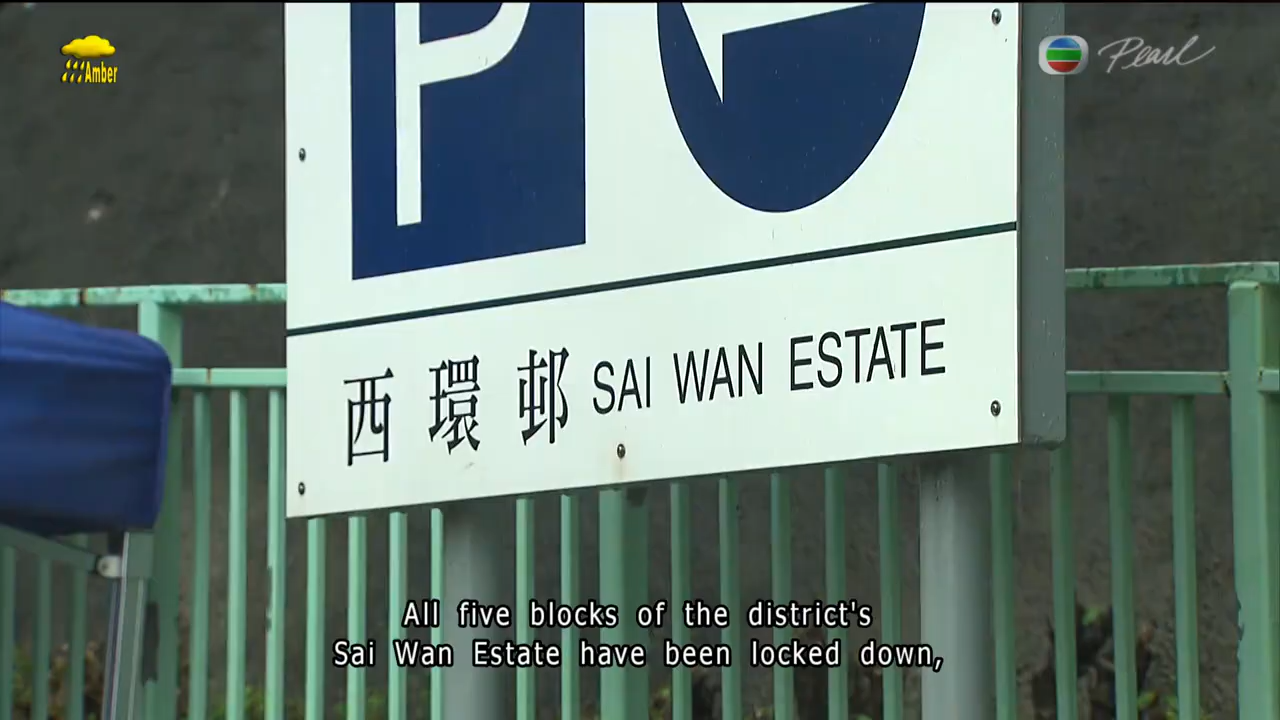 Amber
Pearl
P
西環邨 SAI WAN ESTATE
All five blocks of the district's
Sai Wan Estate have been locked down,